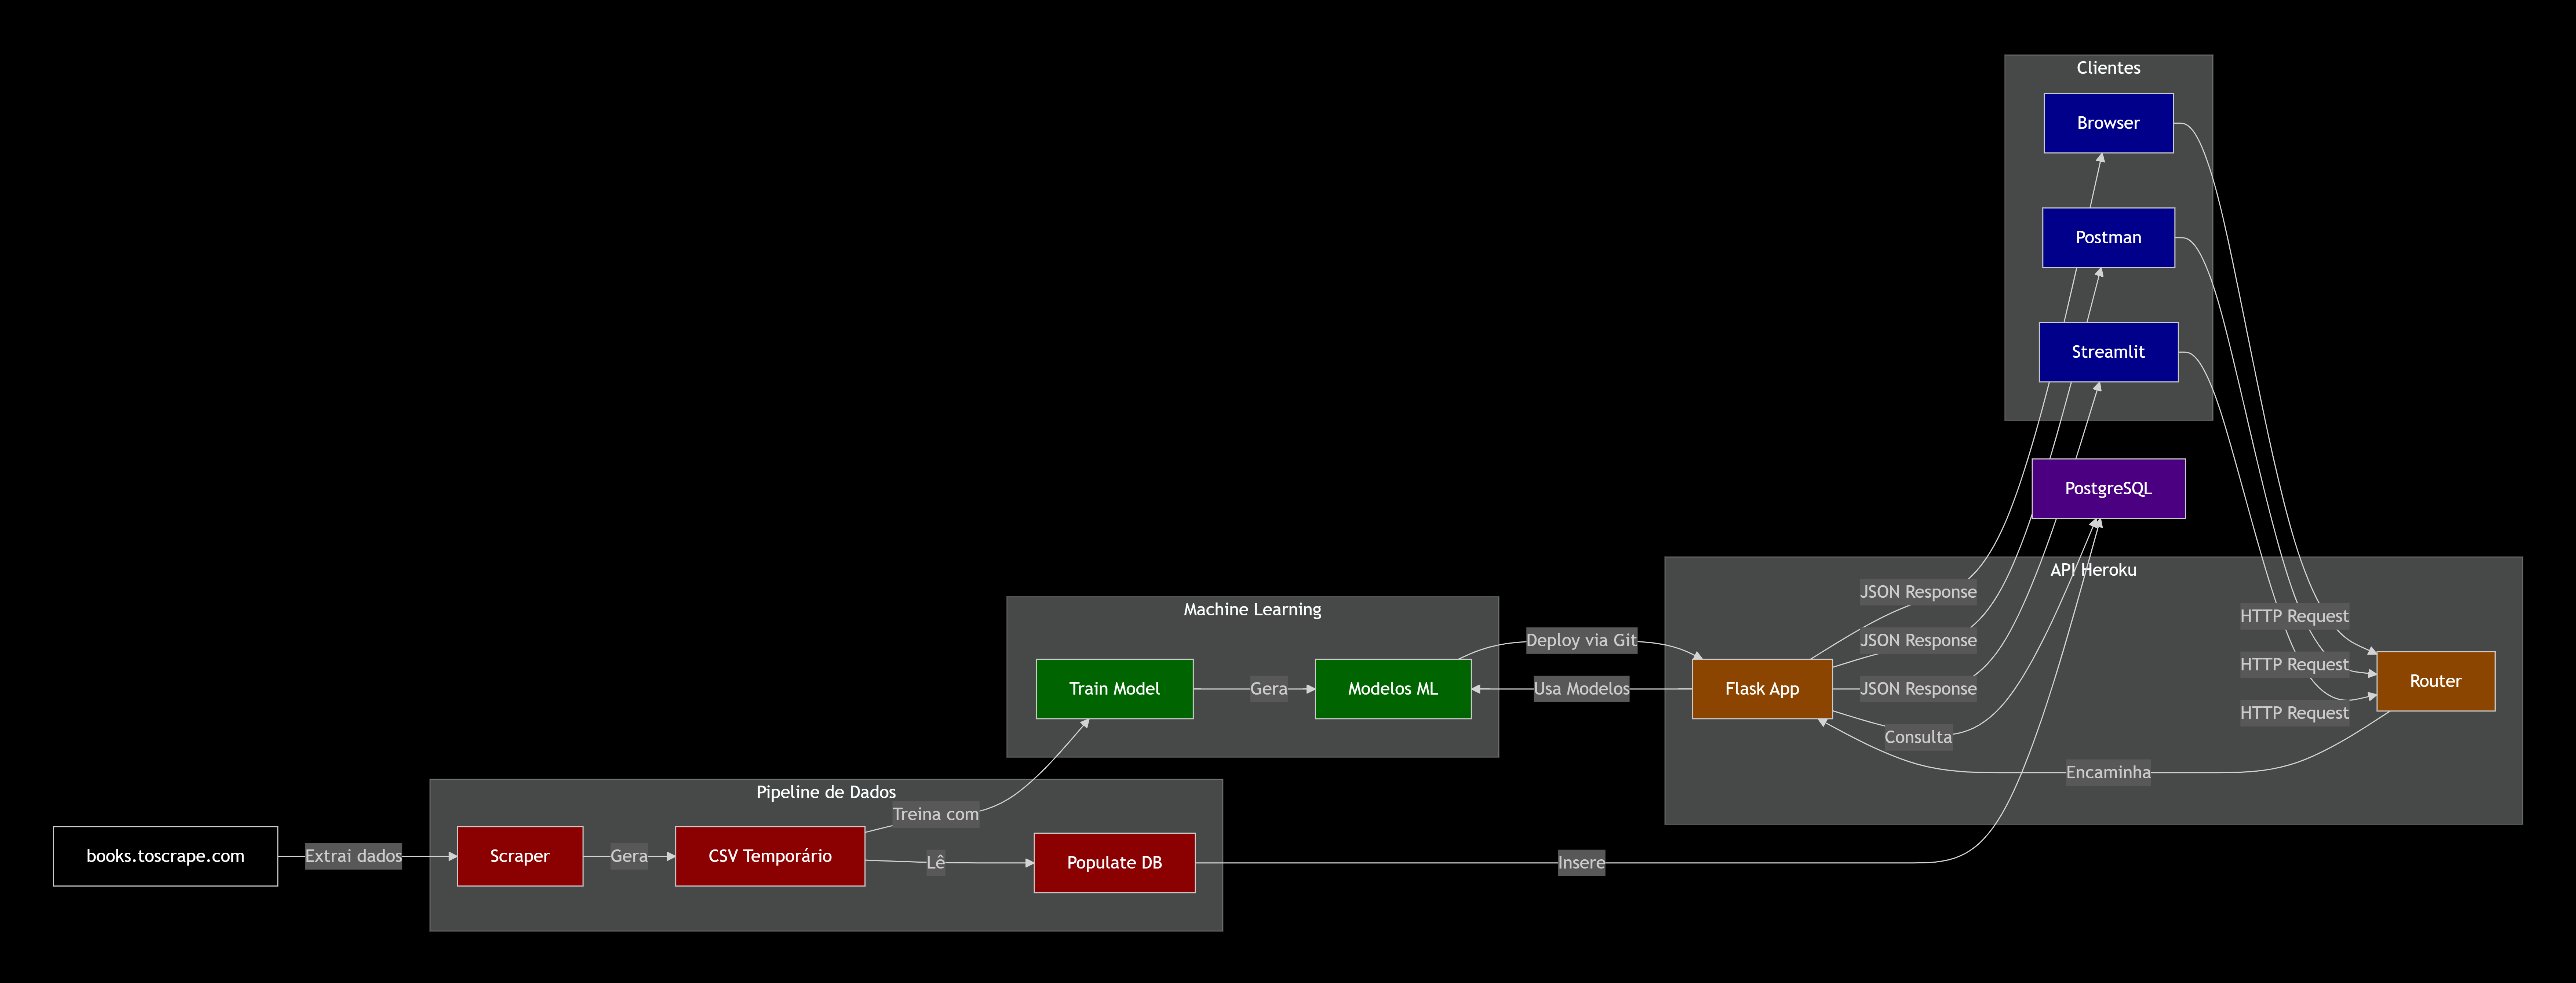 Clientes
Browser
Postman
Streamlit
PostgreSQL
API Heroku
JSON Response
JSON Response
JSON Response
Consulta
Encaminha
HTTP Request
HTTP Request
HTTP Request
Flask App
Router
Machine Learning
Train Model
Gera
Modelos ML
Deploy via Git
Usa Modelos
Pipeline de Dados
Treina com
books.toscrape.com
Extrai dados
Scraper
Gera
CSV Temporário
Lê
Populate DB
Insere